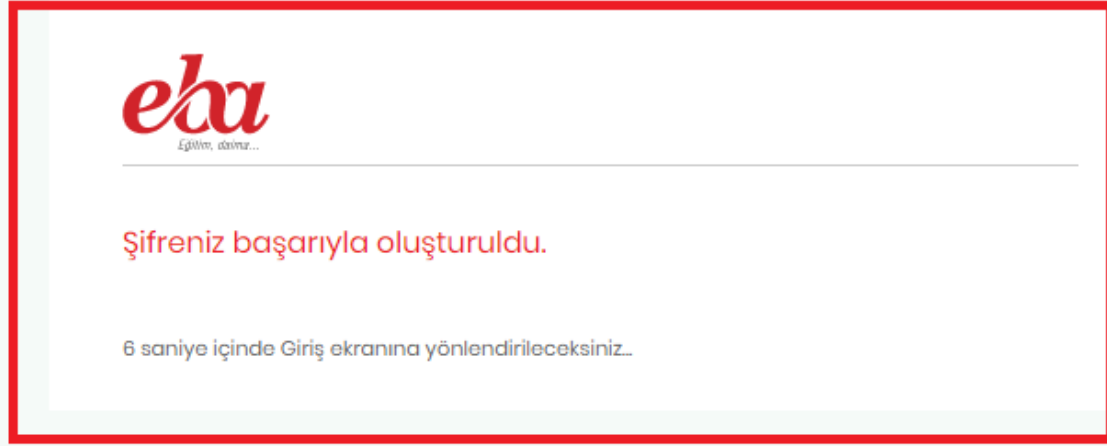 eba
Eğitim, daima...
Şifreniz başarıyla oluşturuldu.
6 saniye içinde Giriş ekranına yönlendirileceksiniz...